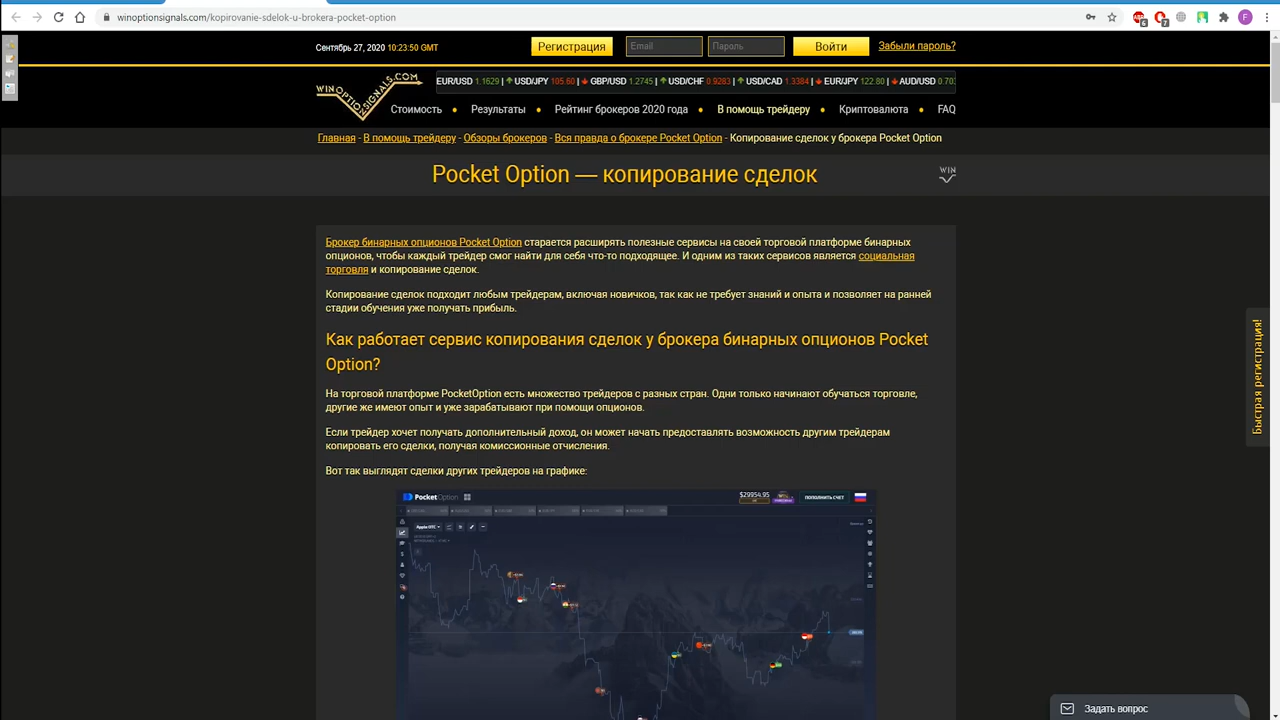 winoptionsignals.com/kopirovanie-sdelok-u-brokera-pocket-option
Сентябрь 27, 2020 10:23:50 GMT
Регистрация
Email
Пароль
Войти
Забыли пароль?
WINOPTIONSIGNALS.COM
EUR/USD 1.1629 USD/JPY 105.60 GBP/USD 1.2745 USD/CHF 0.9283 USD/CAD 1.3384 EUR/JPY 122.80 AUD/USD 0.70
Стоимость • Результаты • Рейтинг брокеров 2020 года • В помощь трейдеру • Криптовалюта • FAQ
Главная - В помощь трейдеру - Обзоры брокеров - Вся правда о брокере Pocket Option - Копирование сделок у брокера Pocket Option
Pocket Option — копирование сделок
WIN
Брокер бинарных опционов Pocket Option старается расширять полезные сервисы на своей торговой платформе бинарных
опционов, чтобы каждый трейдер смог найти для себя что-то подходящее. И одним из таких сервисов является социальная
торговля и копирование сделок.
Копирование сделок подходит любым трейдерам, включая новичков, так как не требует знаний и опыта и позволяет на ранней
стадии обучения уже получать прибыль.
Как работает сервис копирования сделок у брокера бинарных опционов Pocket
Option?
На торговой платформе PocketOption есть множество трейдеров с разных стран. Одни только начинают обучаться торговле,
другие же имеют опыт и уже зарабатывают при помощи опционов.
Если трейдер хочет получать дополнительный доход, он может начать предоставлять возможность другим трейдерам
копировать его сделки, получая комиссионные отчисления.
Вот так выглядят сделки других трейдеров на графике:
PocketOption
$29954.95
ПОПОЛНИТЬ СЧЕТ
Apple OTC
Быстрая регистрация!
Задать вопрос